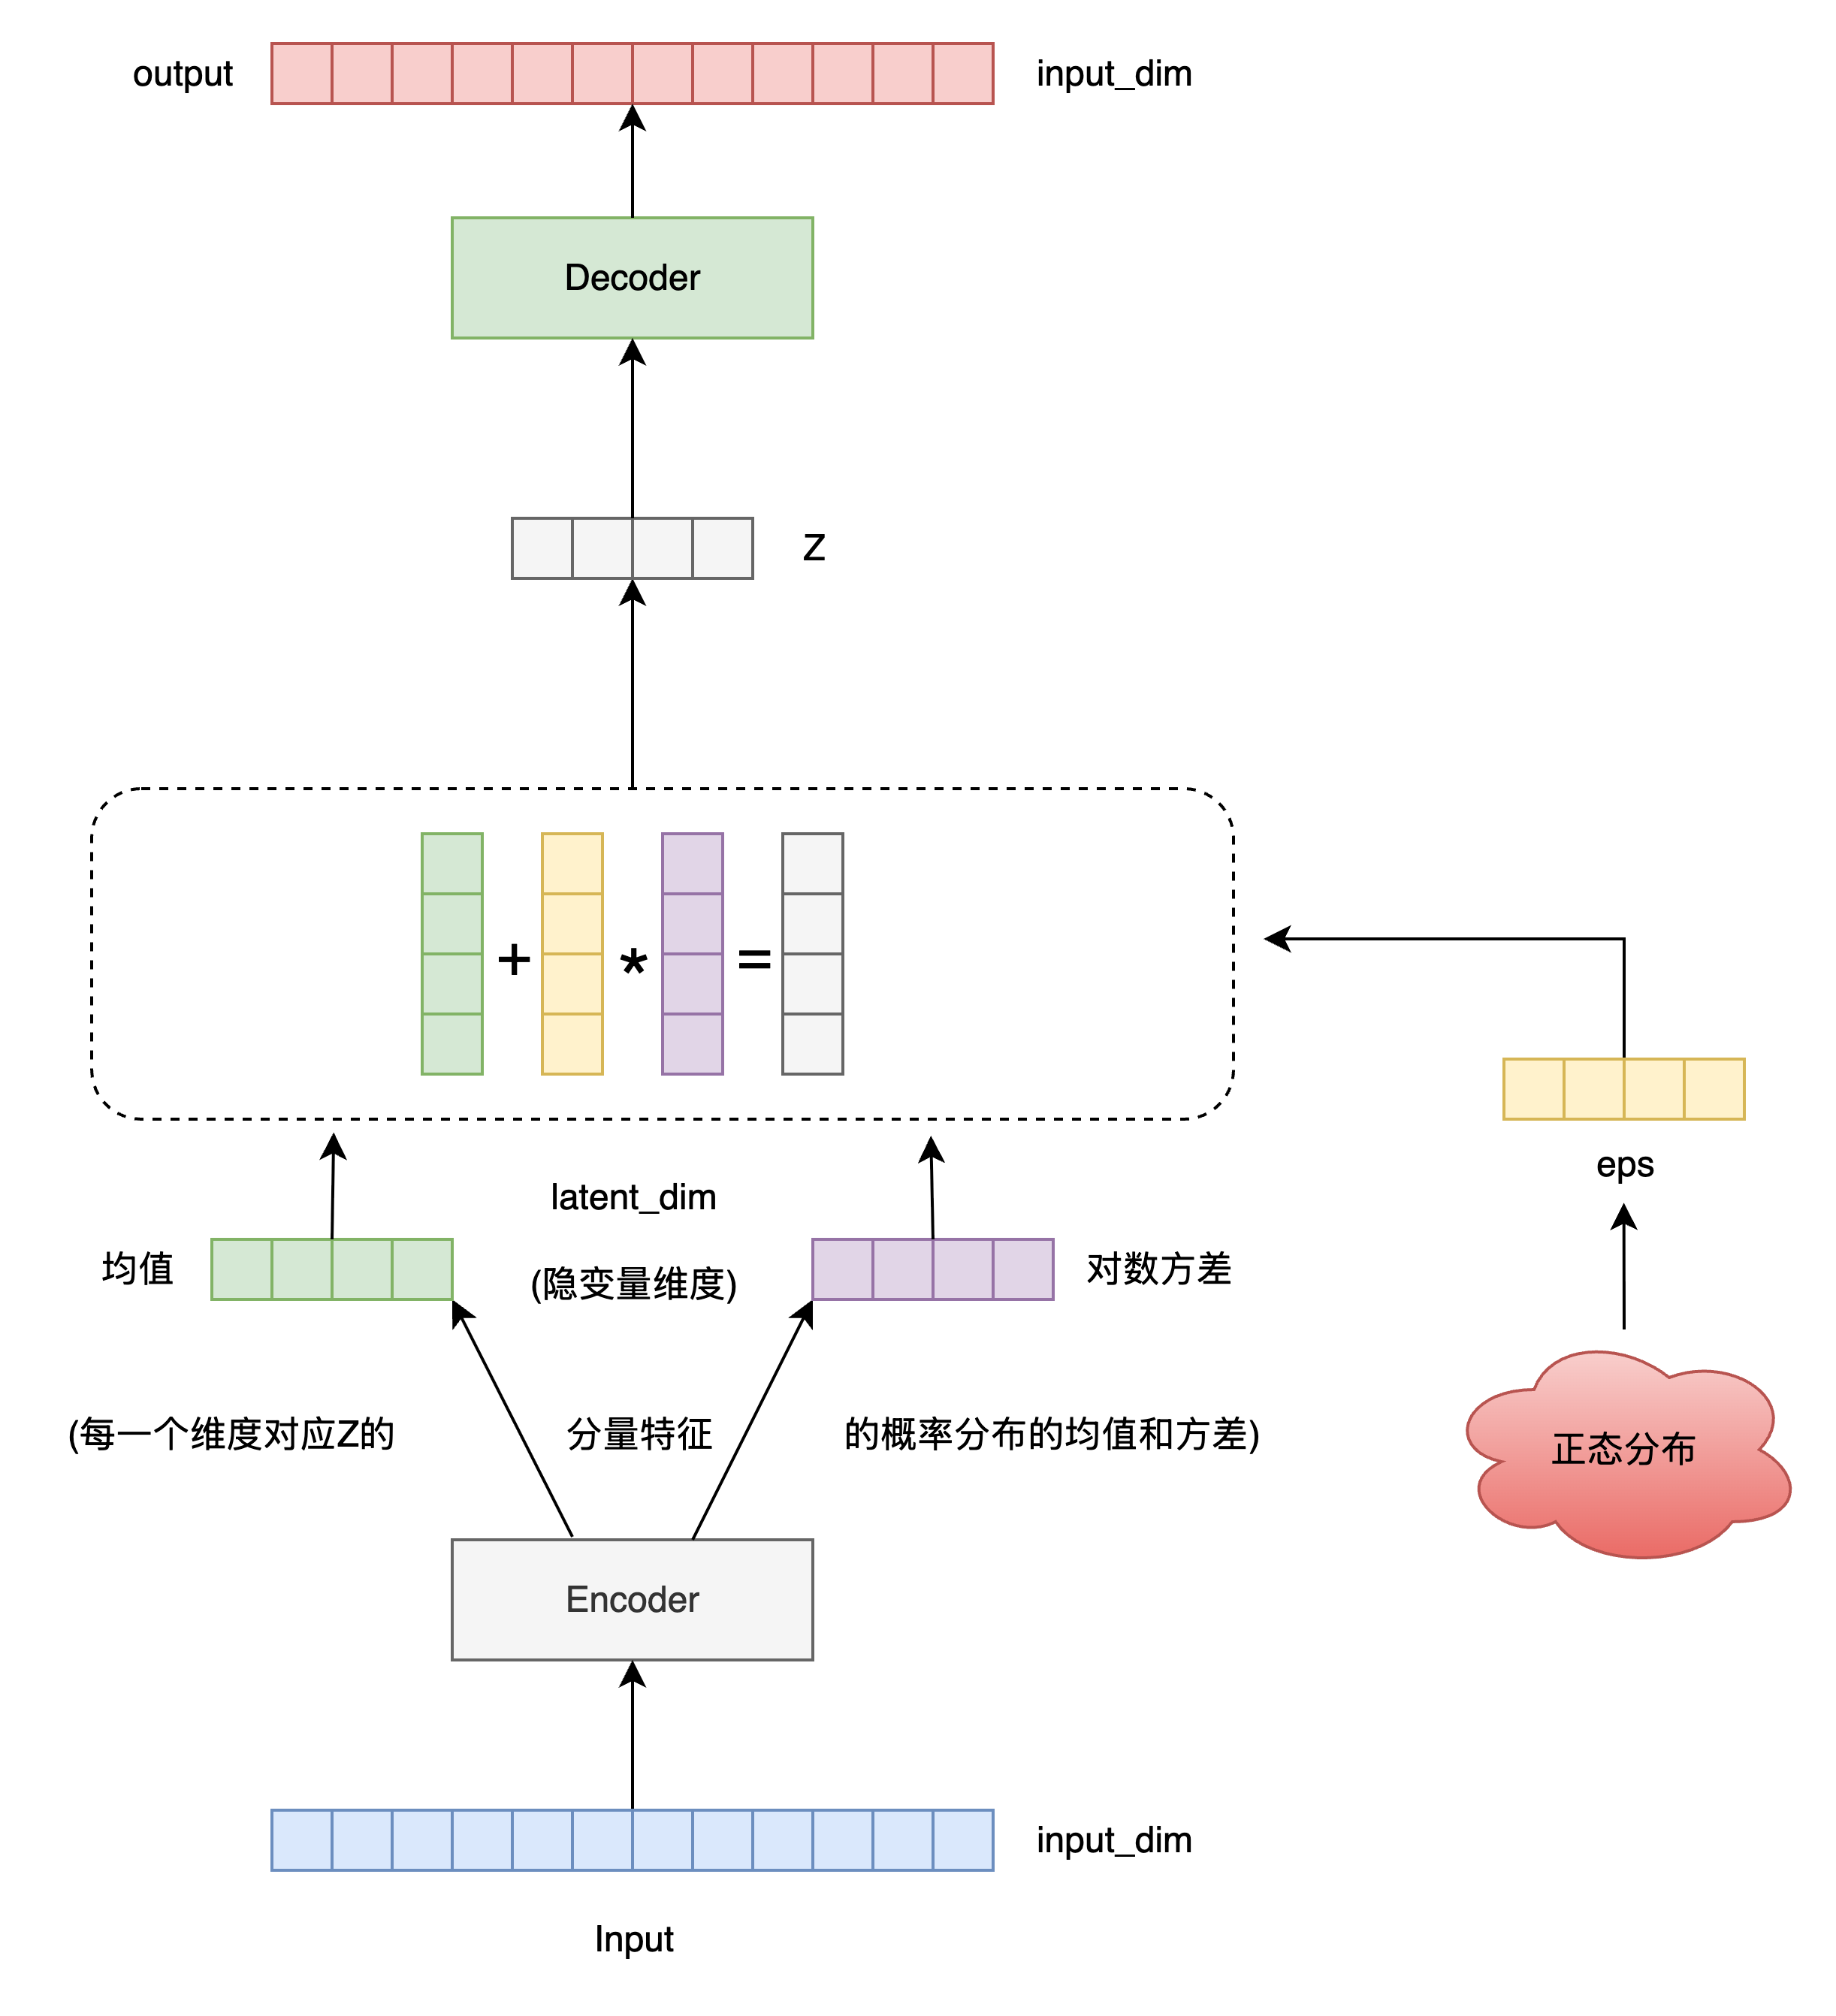 output
input_dim
Decoder
Z
+ * =
eps
latent_dim
均值
(隐变量维度)
对数方差
(每一个维度对应Z的
分量特征
的概率分布的均值和方差)
正态分布
Encoder
input_dim
Input